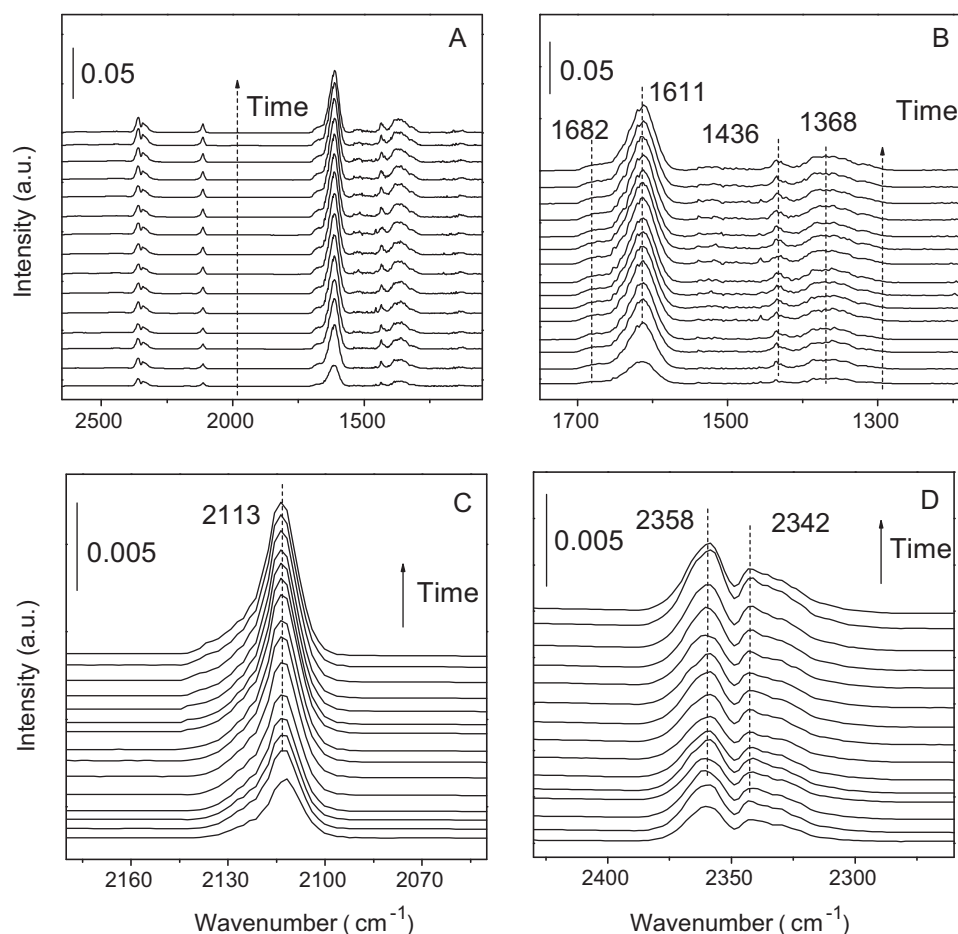 A
B
0.05
Time
2500
2000
1500
0.05
1611
1682
1436
1368
Time
1700
1600
1500
1400
1300
Intensity (a.u.)
C
D
2113
0.005
Time
2160
2130
2100
2070
Wavenumber ( cm⁻¹)
2358
2342
0.005
Time
2400
2350
2300
Wavenumber ( cm⁻¹)
Intensity (a.u.)